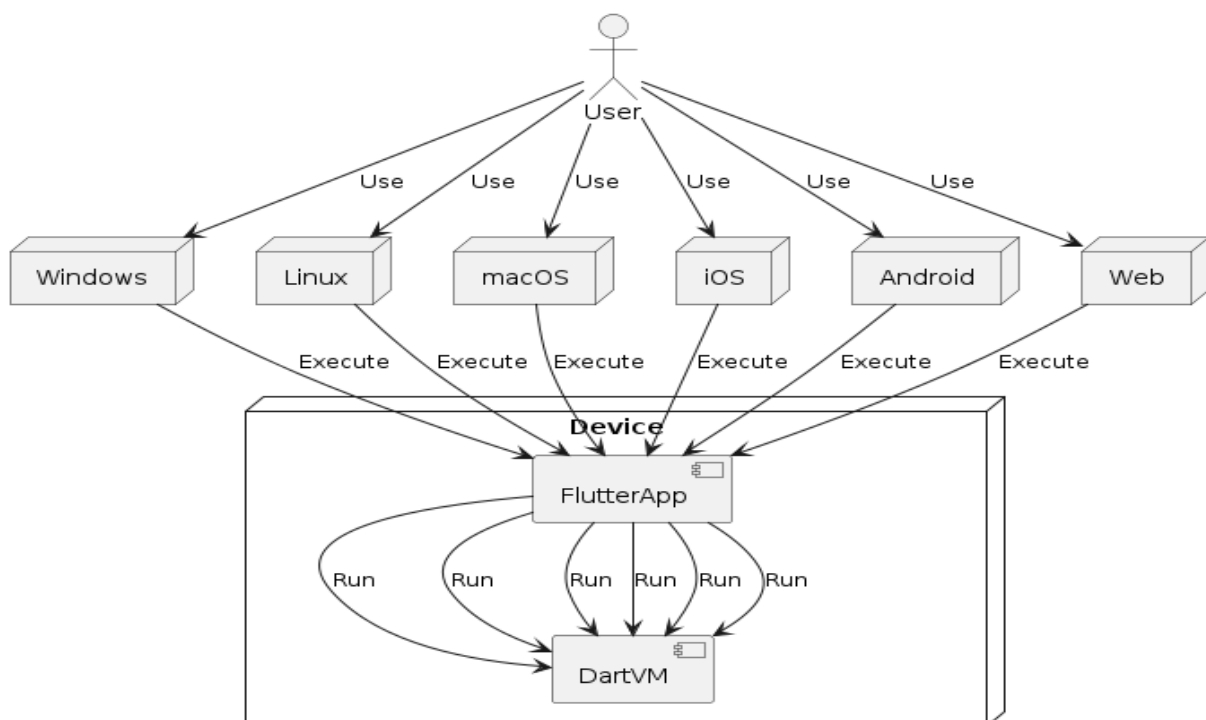 User
Use Use Use Use Use Use
Windows Linux macOS iOS Android Web
Execute Execute Execute Execute Execute Execute
Device
FlutterApp
Run Run Run Run Run Run
DartVM